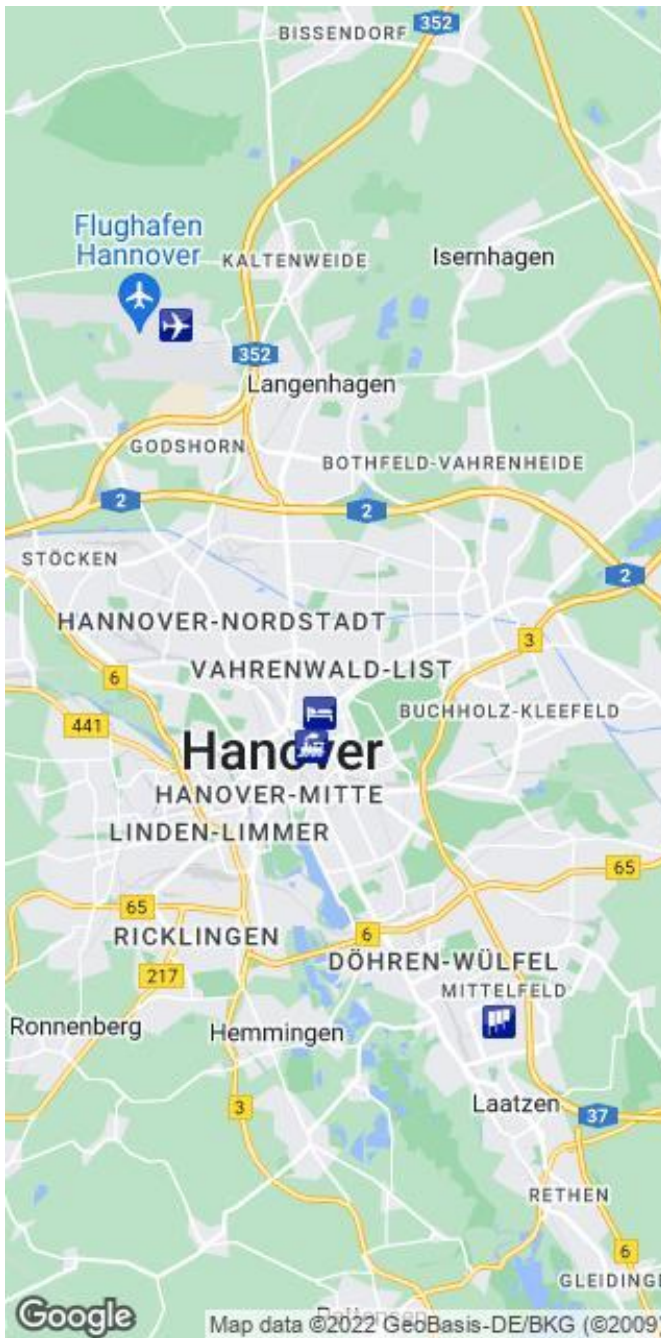 352
BISSENDORF
Flughafen
Hannover
KALTENWEIDE
Isernhagen
352
Langenhagen
GODSHORN
BOTHFELD-VAHRENHEIDE
2
2
STÖCKEN
2
HANNOVER-NORDSTADT
3
VAHRENWALD-LIST
6
441
BUCHHOLZ-KLEEFELD
Hanover
HANOVER-MITTE
LINDEN-LIMMER
65
65
RICKLINGEN
6
DÖHREN-WÜLFEL
217
MITTELFELD
Ronnenberg
Hemmingen
3
Laatzen
37
RETHEN
6
GLEIDINGE
Google
Map data ©2022 GeoBasis-DE/BKG (©2009